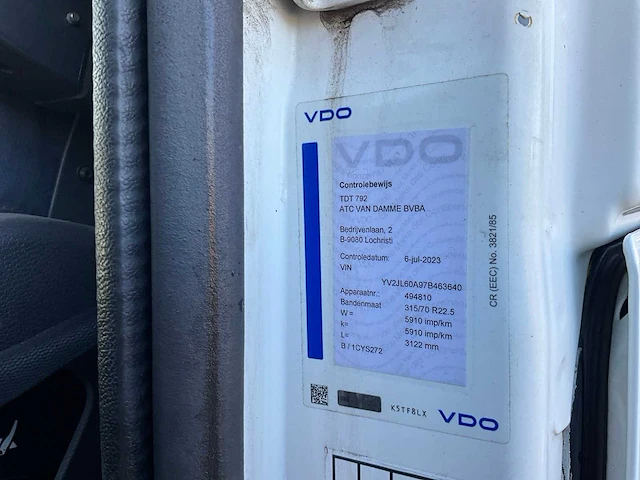 VDO
VDO
Controlebewijs
TDT 792
ATC VAN DAMME BVBA
Bedrijvenlaan, 2
B-9080 Lochristi
Controledatum: 6-jul-2023
VIN
YV2JL60A97B463640
Apparaatnr.: 494810
Bandenmaat 315/70 R22.5
W = 5910 imp/km
k= 5910 imp/km
L= 3122 mm
B / 1CYS272
CR (EEC) No. 3821/85
K5TF8LX
VDO